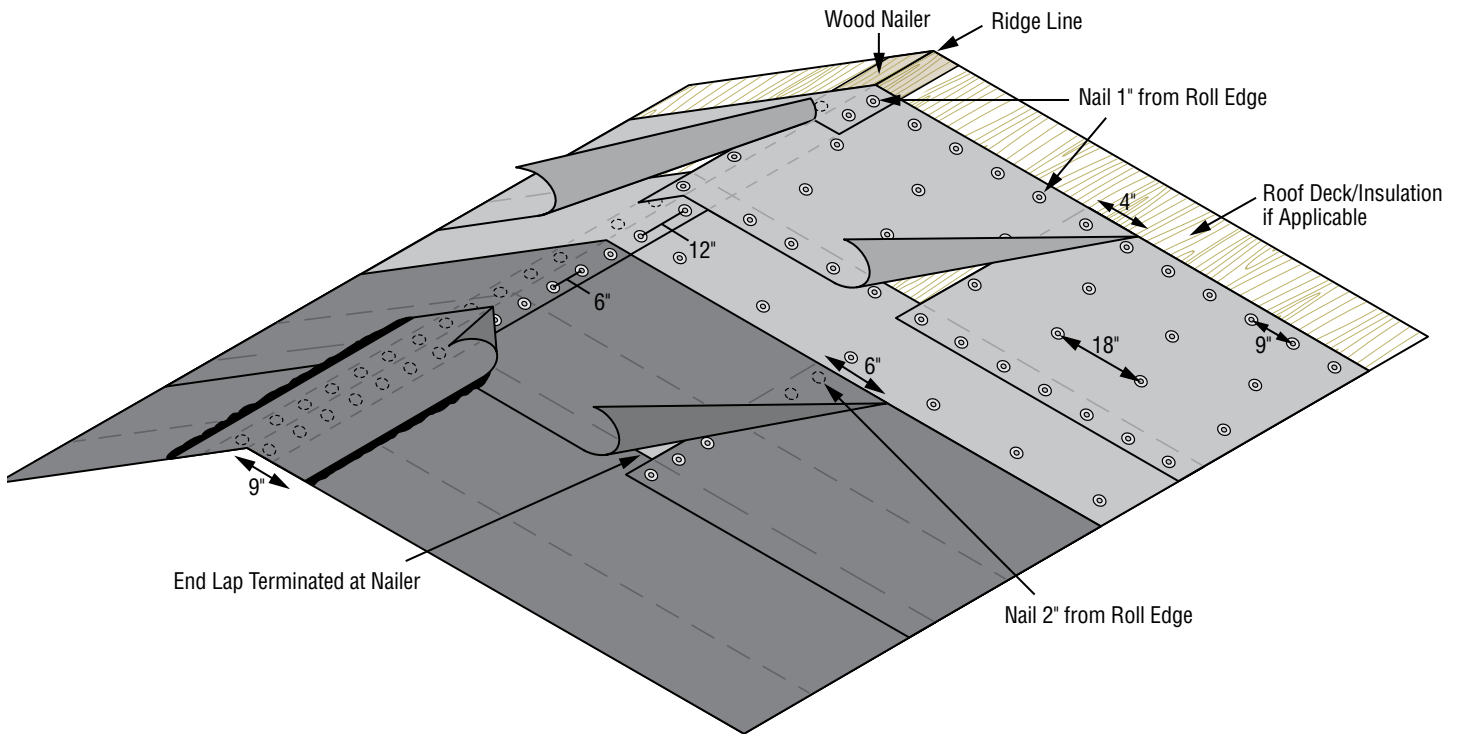 Wood Nailer
Ridge Line
Nail 1" from Roll Edge
Roof Deck/Insulation
if Applicable
4"
12"
6"
18"
9"
6"
9"
End Lap Terminated at Nailer
Nail 2" from Roll Edge